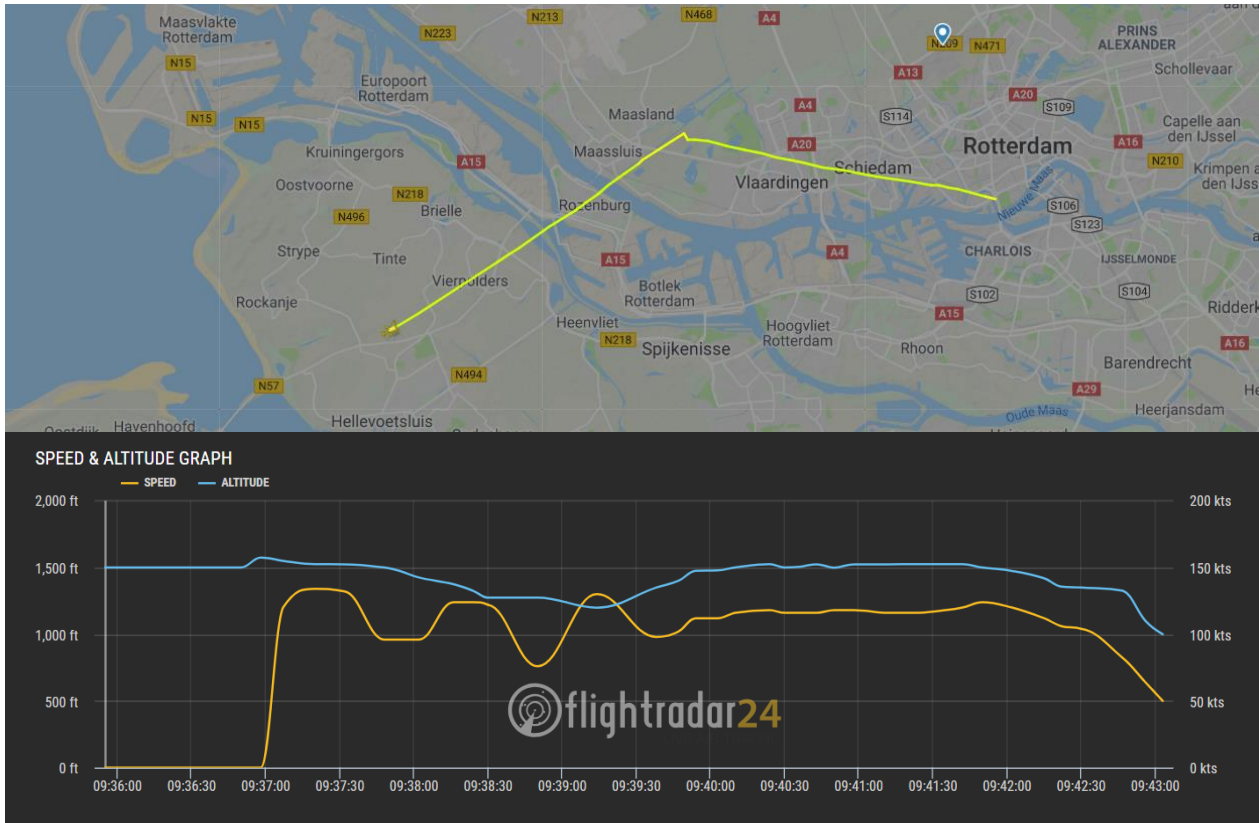 Maasvlakte
Rotterdam
N213
N468
A4
PRINS
ALEXANDER
N223
N209
N471
N15
A13
Schollevaar
Europoort
Rotterdam
A20
N15
N15
Maasland
A4
S114
S109
Capelle aan
den IJssel
Kruiningergors
Maassluis
A20
Rotterdam
A16
A15
Schiedam
N210
Krimpen a
den IJss
Oostvoorne
N218
Vlaardingen
Brielle
Rozenburg
Nieuwe Maas
S106
N496
S123
Strype
Tinte
A15
A4
CHARLOIS
IJSSELMONDE
Vierpolders
Botlek
Rotterdam
S102
S104
Rockanje
A15
Ridderk
Heenvliet
Hoogvliet
Rotterdam
N218
Spijkenisse
Rhoon
A16
Barendrecht
N494
N57
A29
Oude Maas
Heerjansdam
Hellevoetsluis
Havenhoofd
SPEED & ALTITUDE GRAPH
SPEED ALTITUDE
2,000 ft 200 kts
1,500 ft 150 kts
1,000 ft 100 kts
500 ft 50 kts
flightradar24
0 ft 0 kts
09:36:00 09:36:30 09:37:00 09:37:30 09:38:00 09:38:30 09:39:00 09:39:30 09:40:00 09:40:30 09:41:00 09:41:30 09:42:00 09:42:30 09:43:00